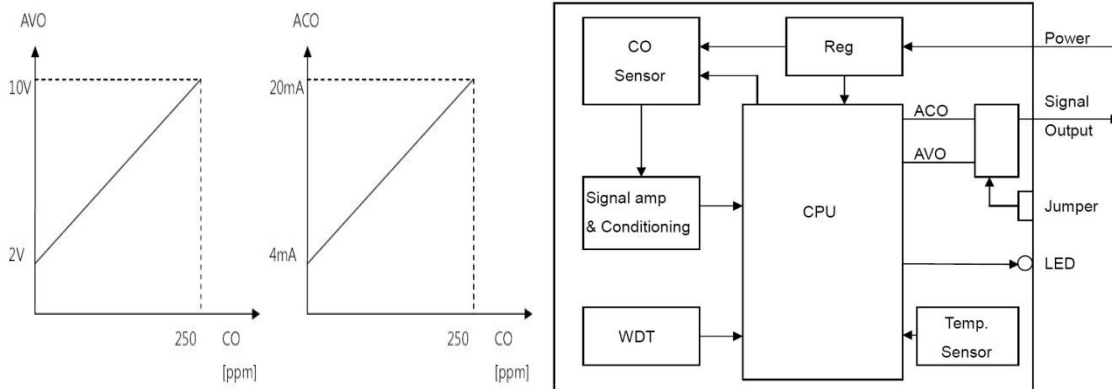 AVO
10V
2V
250 CO
[ppm]
ACO
20mA
4mA
250 CO
[ppm]
CO
Sensor
Reg
Power
ACO
AVO
Signal
Output
Signal amp
& Conditioning
CPU
Jumper
LED
WDT
Temp.
Sensor